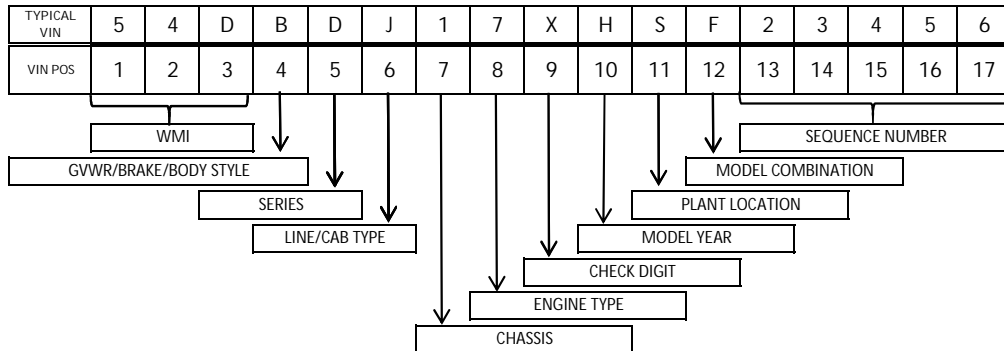 TYPICAL VIN 5 4 D B D J 1 7 X H S F 2 3 4 5 6
VIN POS 1 2 3 4 5 6 7 8 9 10 11 12 13 14 15 16 17
WMI SEQUENCE NUMBER
GVWR/BRAKE/BODY STYLE MODEL COMBINATION
SERIES PLANT LOCATION
LINE/CAB TYPE MODEL YEAR
CHECK DIGIT
ENGINE TYPE
CHASSIS